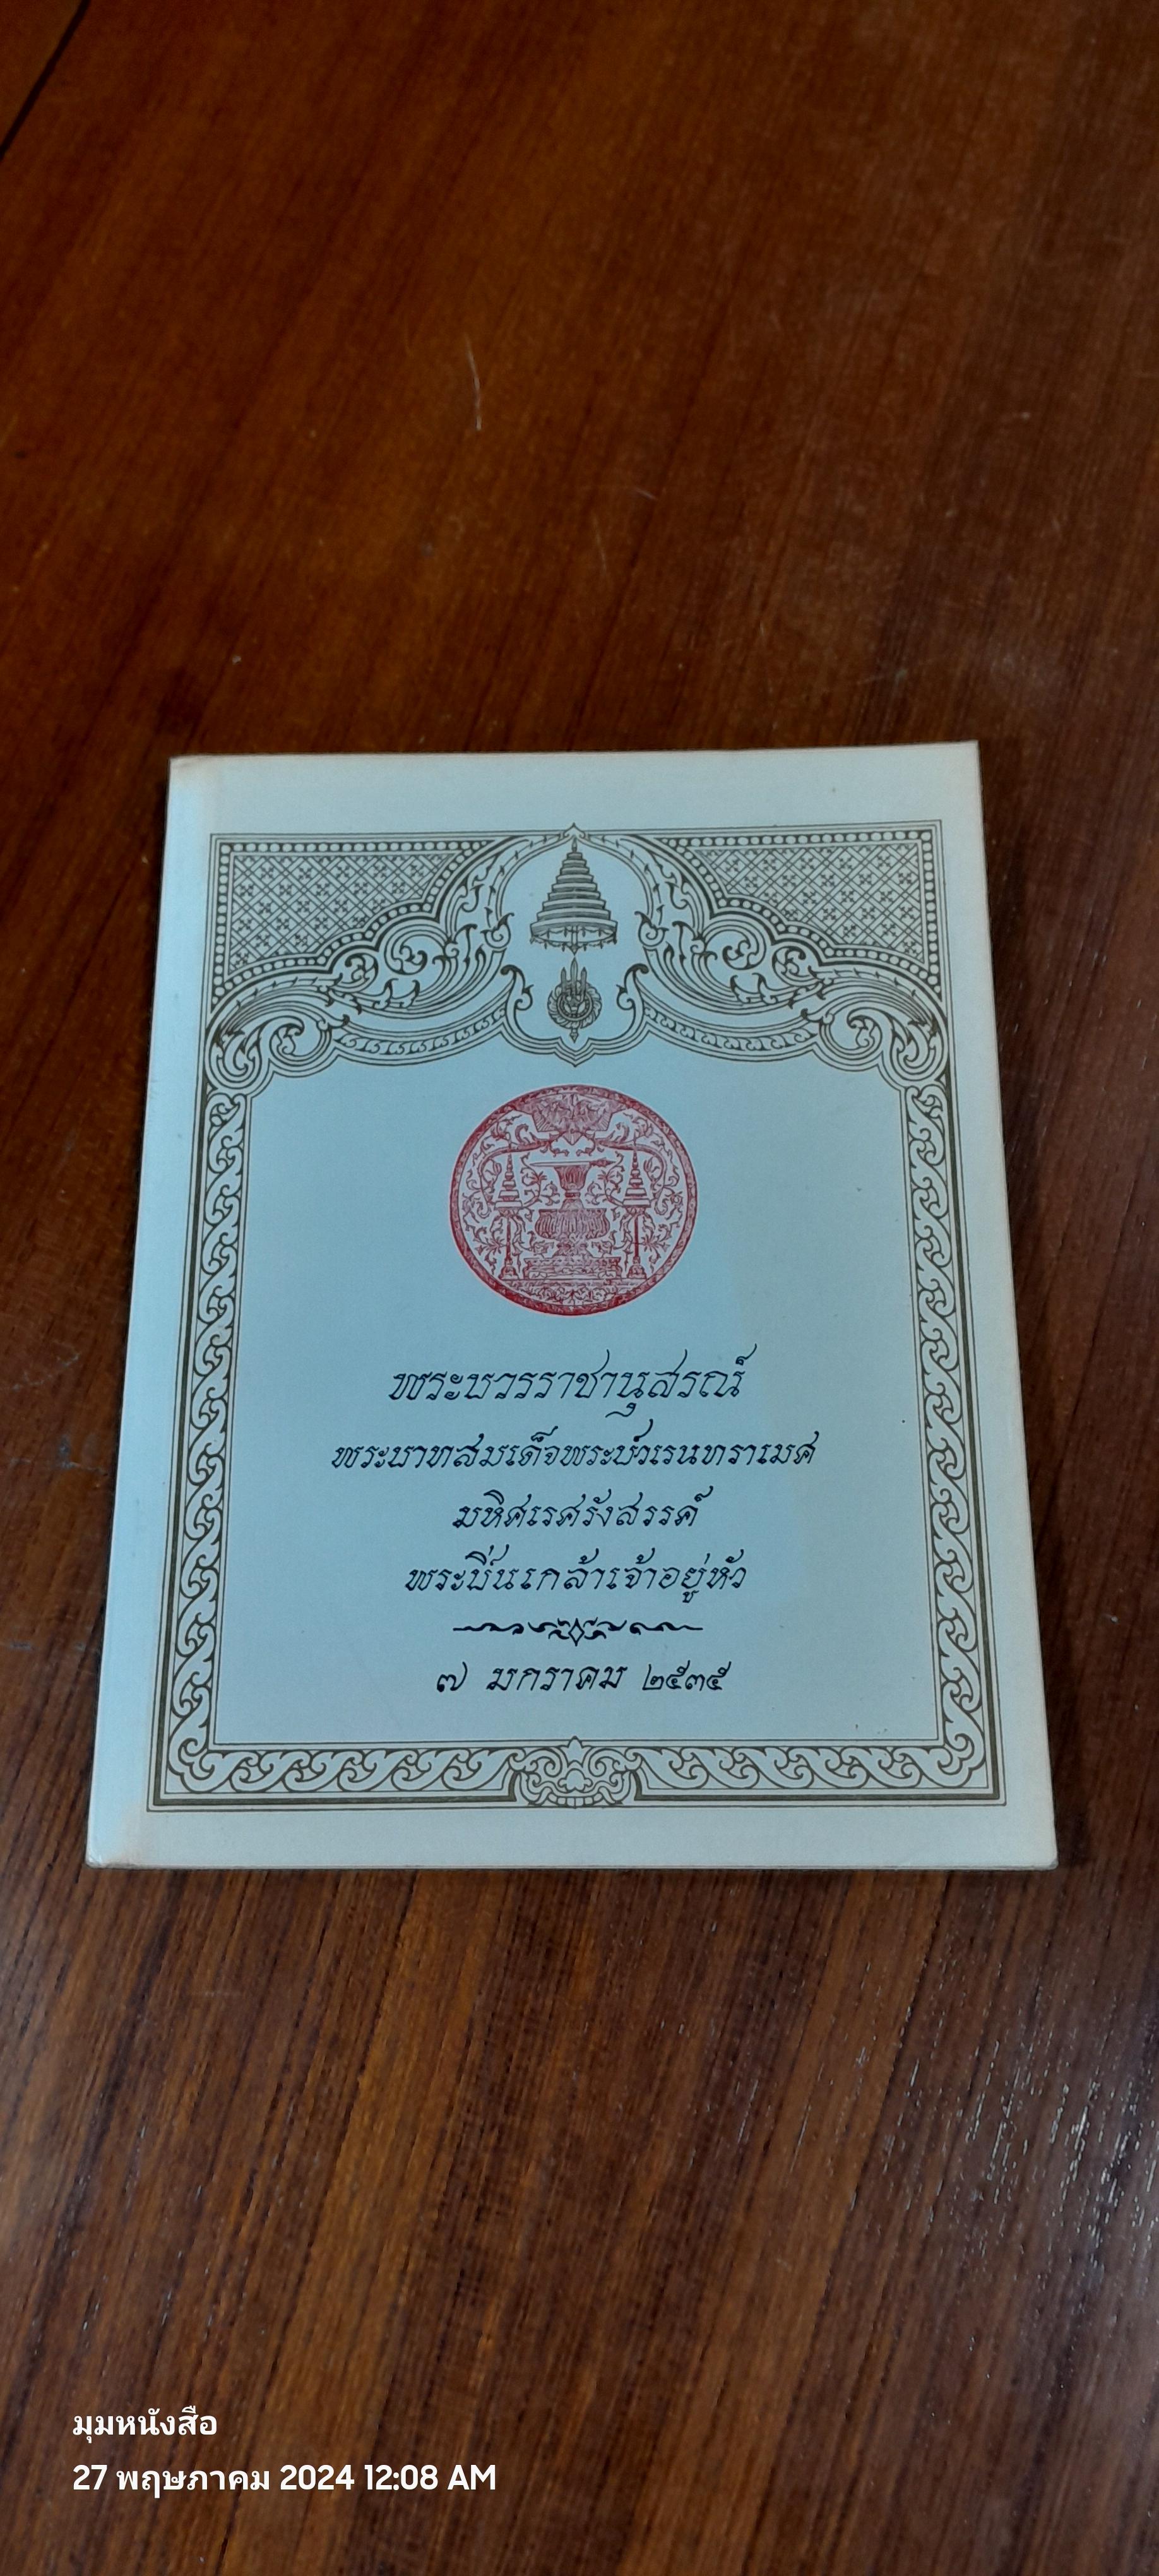 พระบวรราชานุสรณ์
พระบาทสมเด็จพระปวเรนทราเมศ
มหิศเรศรังสรรค์
พระปิ่นเกล้าเจ้าอยู่หัว
๗ มกราคม ๒๕๓๕
มุมหนังสือ
27 พฤษภาคม 2024 12:08 AM